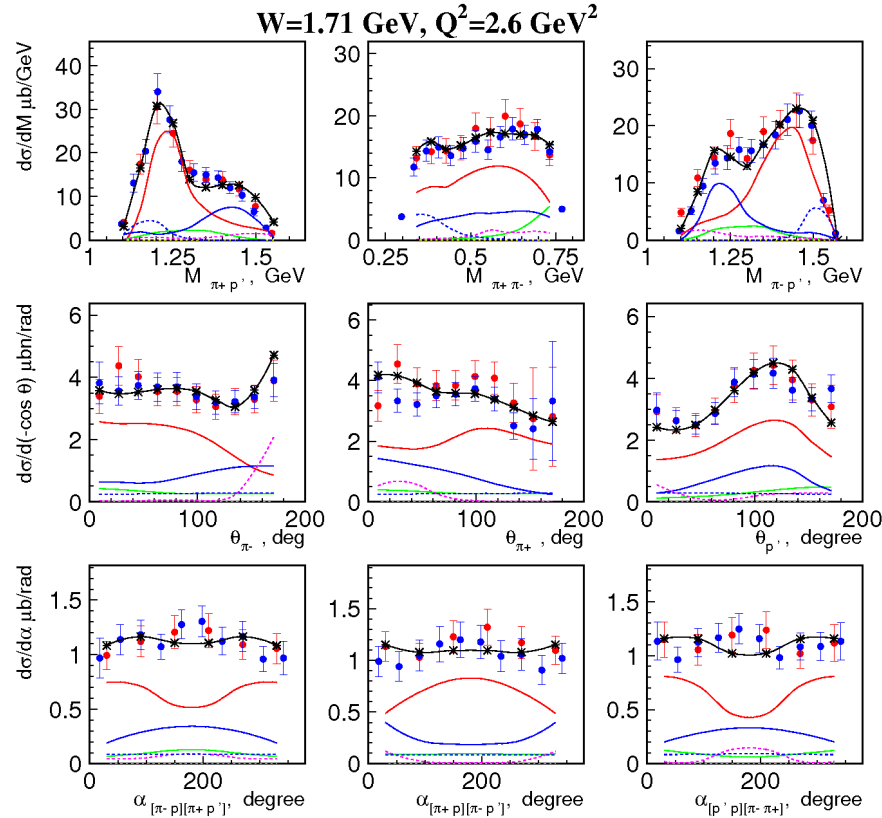 W=1.71 GeV, Q²=2.6 GeV²
dσ/dM μb/GeV
40
30
20
10
0
1 1.25 1.5
M π+ p', GeV
30
20
10
0
0.25 0.5 0.75
M π+ π-, GeV
40
30
20
10
0
1 1.25 1.5
M π- p', GeV
dσ/d(-cos θ) μbn/rad
6
4
2
0
0 100 200
θ π- , deg
6
4
2
0
0 100 200
θ π+ , deg
6
4
2
0
0 100 200
θ p', degree
dσ/dα μb/rad
1.5
1
0.5
0
200
α [π- p][π+ p'], degree
1.5
1
0.5
0
200
α [π+ p][π- p'], degree
1.5
1
0.5
0
200
α [p' p][π- π+], degree